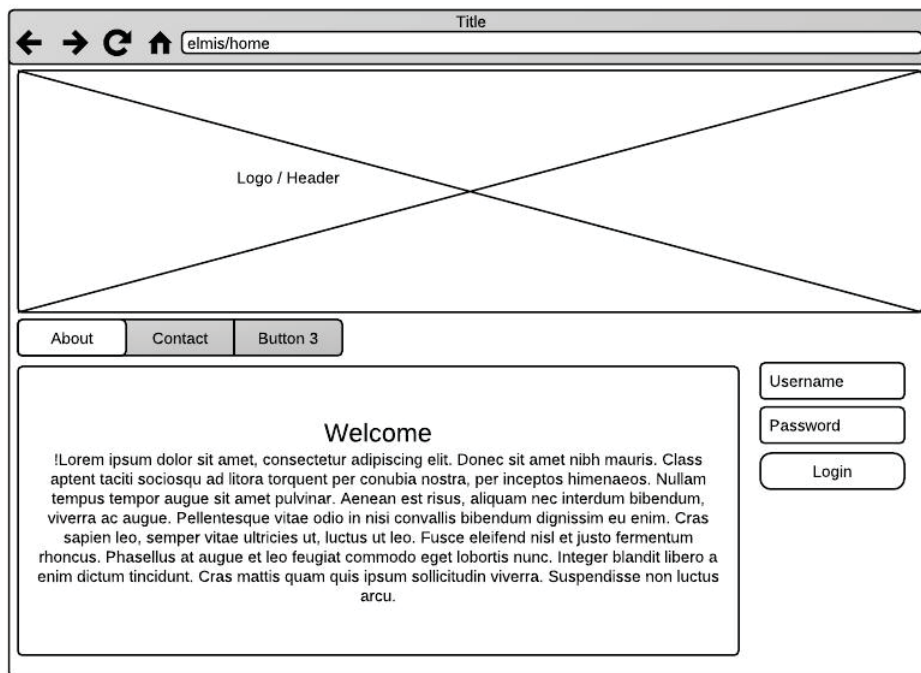 Title
elmis/home
Logo / Header
About
Contact
Button 3
Username
Password
Login
Welcome
!Lorem ipsum dolor sit amet, consectetur adipiscing elit. Donec sit amet nibh mauris. Class
aptent taciti sociosqu ad litora torquent per conubia nostra, per inceptos himenaeos. Nullam
tempus tempor augue sit amet pulvinar. Aenean est risus, aliquam nec interdum bibendum,
viverra ac augue. Pellentesque vitae odio in nisi convallis bibendum dignissim eu enim. Cras
sapien leo, semper vitae ultricies ut, luctus ut leo. Fusce eleifend nisl et justo fermentum
rhoncus. Phasellus at augue et leo feugiat commodo eget lobortis nunc. Integer blandit libero a
enim dictum tincidunt. Cras mattis quam quis ipsum sollicitudin viverra. Suspendisse non luctus
arcu.